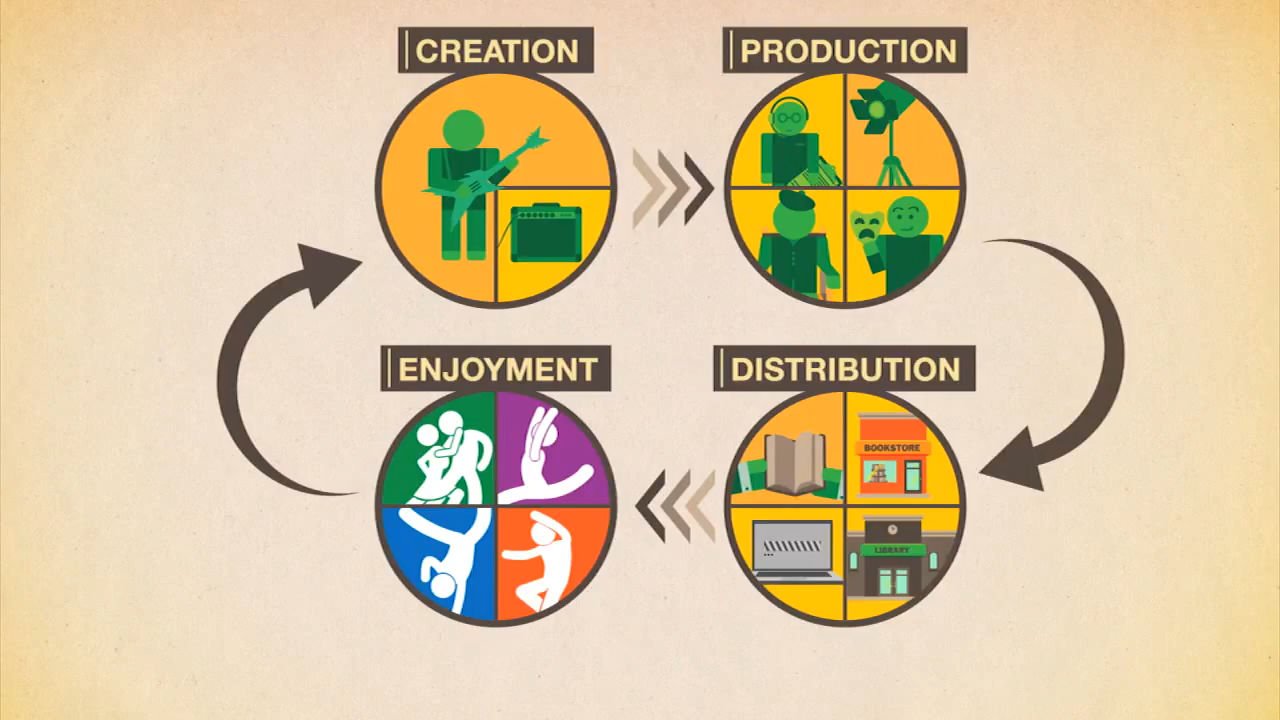 CREATION
PRODUCTION
ENJOYMENT
DISTRIBUTION
BOOKSTORE
LIBRARY